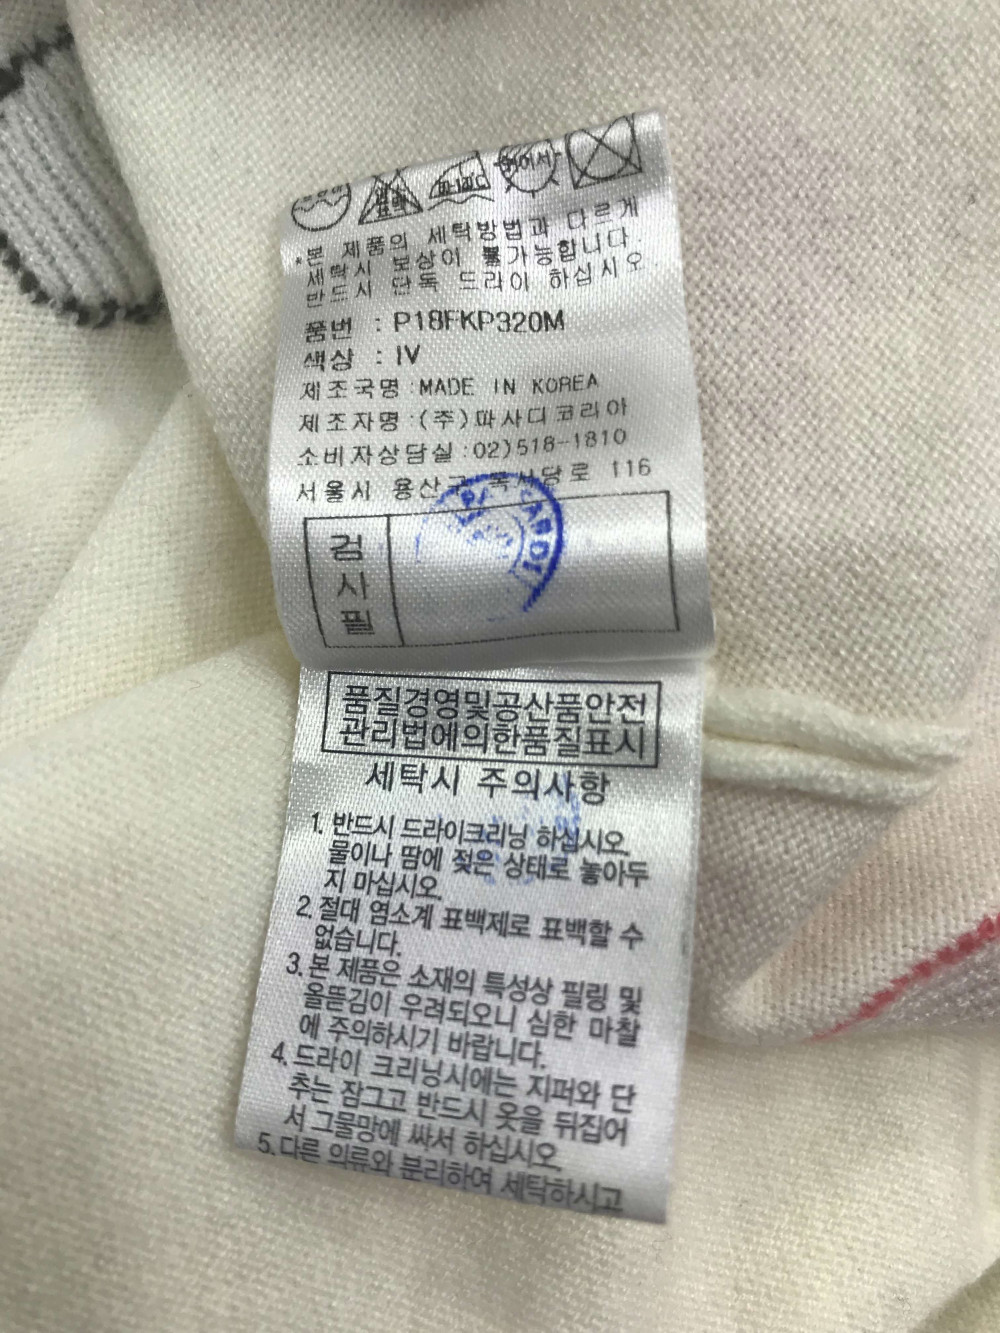 뉘어서
*본 제품의 세탁방법과 다르게
세탁시 보상이 불가능합니다.
반드시 단독 드라이 하십시오
품번 : P18FKP320M
색상 : IV
제조국명 : MADE IN KOREA
제조자명 : (주)파사디코리아
소비자상담실 : 02)518-1810
서울시 용산구 독서당로 116
검
사
필
품질경영및공산품안전
관리법에의한품질표시
세탁시 주의사항
1. 반드시 드라이크리닝 하십시오.
물이나 땀에 젖은 상태로 놓아두
지 마십시오.
2. 절대 염소계 표백제로 표백할 수
없습니다.
3. 본 제품은 소재의 특성상 필링 및
올뜯김이 우려되오니 심한 마찰
에 주의하시기 바랍니다.
4. 드라이 크리닝시에는 지퍼와 단
추는 잠그고 반드시 옷을 뒤집어
서 그물망에 싸서 하십시오.
5. 다른 의류와 분리하여 세탁하시고